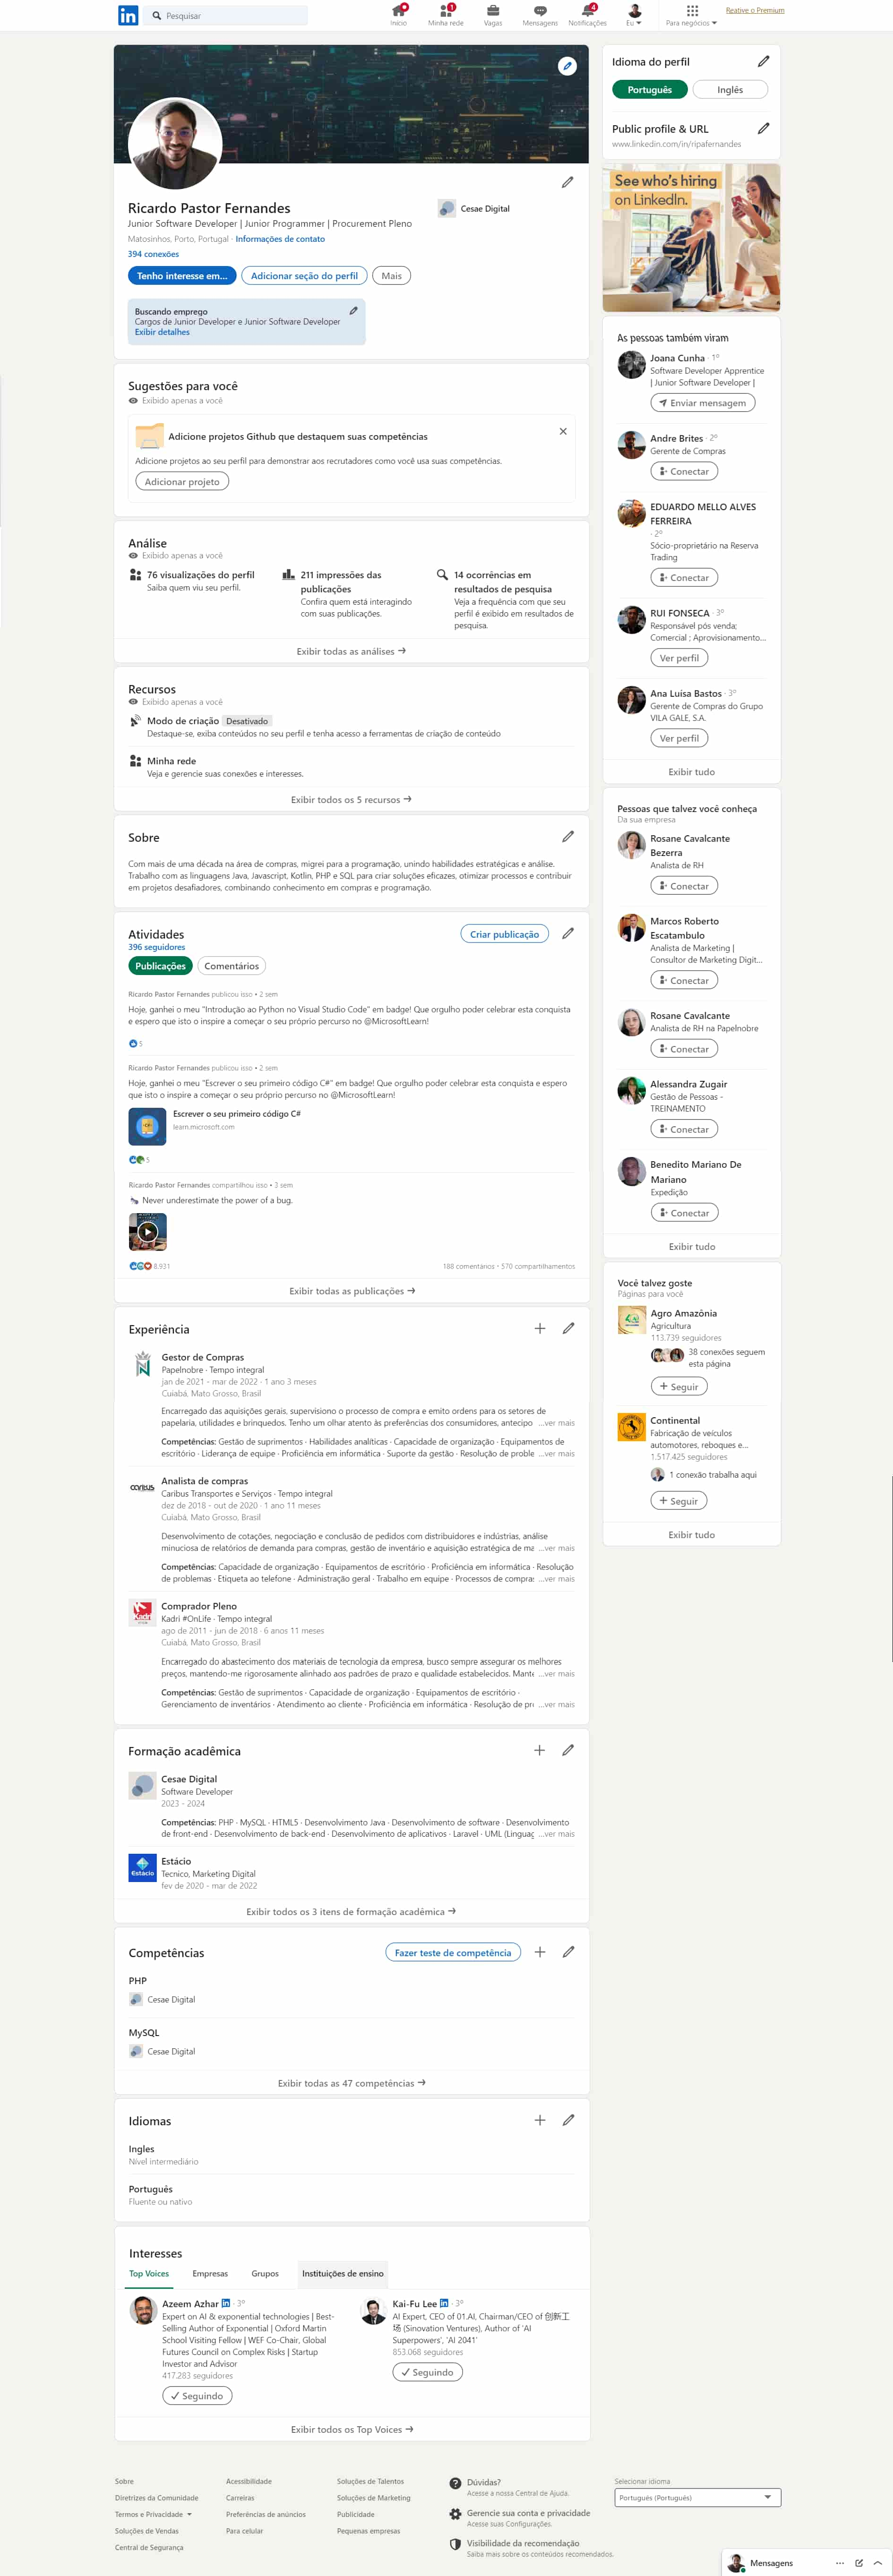 in
Pesquisar
Início
1
Minha rede
Vagas
Mensagens
4
Notificações
Eu
Para negócios
Reative o Premium
Ricardo Pastor Fernandes
Junior Software Developer | Junior Programmer | Procurement Pleno
Matosinhos, Porto, Portugal · Informações de contato
394 conexões
Cesae Digital
Tenho interesse em...
Adicionar seção do perfil
Mais
Buscando emprego
Cargos de Junior Developer e Junior Software Developer
Exibir detalhes
Sugestões para você
Exibido apenas a você
Adicione projetos Github que destaquem suas competências
Adicione projetos ao seu perfil para demonstrar aos recrutadores como você usa suas competências.
Adicionar projeto
Análise
Exibido apenas a você
76 visualizações do perfil
Saiba quem viu seu perfil.
211 impressões das
publicações
Confira quem está interagindo
com suas publicações.
14 ocorrências em
resultados de pesquisa
Veja a frequência com que seu
perfil é exibido em resultados de
pesquisa.
Exibir todas as análises →
Recursos
Exibido apenas a você
Modo de criação Desativado
Destaque-se, exiba conteúdos no seu perfil e tenha acesso a ferramentas de criação de conteúdo
Minha rede
Veja e gerencie suas conexões e interesses.
Exibir todos os 5 recursos →
Sobre
Com mais de uma década na área de compras, migrei para a programação, unindo habilidades estratégicas e análise.
Trabalho com as linguagens Java, Javascript, Kotlin, PHP e SQL para criar soluções eficazes, otimizar processos e contribuir
em projetos desafiadores, combinando conhecimento em compras e programação.
Atividades
396 seguidores
Criar publicação
Publicações
Comentários
Ricardo Pastor Fernandes publicou isso • 2 sem
Hoje, ganhei o meu "Introdução ao Python no Visual Studio Code" em badge! Que orgulho poder celebrar esta conquista
e espero que isto o inspire a começar o seu próprio percurso no @MicrosoftLearn!
5
Ricardo Pastor Fernandes publicou isso • 2 sem
Hoje, ganhei o meu "Escrever o seu primeiro código C#" em badge! Que orgulho poder celebrar esta conquista e espero
que isto o inspire a começar o seu próprio percurso no @MicrosoftLearn!
Escrever o seu primeiro código C#
learn.microsoft.com
5
Ricardo Pastor Fernandes compartilhou isso • 3 sem
Never underestimate the power of a bug.
8.931
188 comentários • 570 compartilhamentos
Exibir todas as publicações →
Experiência
Gestor de Compras
Papelnobre · Tempo integral
jan de 2021 - mar de 2022 · 1 ano 3 meses
Cuiabá, Mato Grosso, Brasil
Encarregado das aquisições gerais, supervisiono o processo de compra e emito ordens para os setores de
papelaria, utilidades e brinquedos. Tenho um olhar atento às preferências dos consumidores, antecipo ...ver mais
Competências: Gestão de suprimentos · Habilidades analíticas · Capacidade de organização · Equipamentos de
escritório · Liderança de equipe · Proficiência em informática · Suporte da gestão · Resolução de proble ...ver mais
caribus
Analista de compras
Caribus Transportes e Serviços · Tempo integral
dez de 2018 - out de 2020 · 1 ano 11 meses
Cuiabá, Mato Grosso, Brasil
Desenvolvimento de cotações, negociação e conclusão de pedidos com distribuidores e indústrias, análise
minuciosa de relatórios de demanda para compras, gestão de inventário e aquisição estratégica de ma ...ver mais
Competências: Capacidade de organização · Equipamentos de escritório · Proficiência em informática · Resolução
de problemas · Etiqueta ao telefone · Administração geral · Trabalho em equipe · Processos de compra: ...ver mais
Comprador Pleno
Kadri #OnLife · Tempo integral
ago de 2011 - jun de 2018 · 6 anos 11 meses
Cuiabá, Mato Grosso, Brasil
Encarregado do abastecimento dos materiais de tecnologia da empresa, busco sempre assegurar os melhores
preços, mantendo-me rigorosamente alinhado aos padrões de prazo e qualidade estabelecidos. Mant ...ver mais
Competências: Gestão de suprimentos · Capacidade de organização · Equipamentos de escritório ·
Gerenciamento de inventários · Atendimento ao cliente · Proficiência em informática · Resolução de pr ...ver mais
Formação acadêmica
Cesae Digital
Software Developer
2023 - 2024
Competências: PHP · MySQL · HTML5 · Desenvolvimento Java · Desenvolvimento de software · Desenvolvimento
de front-end · Desenvolvimento de back-end · Desenvolvimento de aplicativos · Laravel · UML (Linguag ...ver mais
Estácio
Estácio
Tecnico, Marketing Digital
fev de 2020 - mar de 2022
Exibir todos os 3 itens de formação acadêmica →
Competências
Fazer teste de competência
PHP
Cesae Digital
MySQL
Cesae Digital
Exibir todas as 47 competências →
Idiomas
Ingles
Nível intermediário
Português
Fluente ou nativo
Interesses
Top Voices
Empresas
Grupos
Instituições de ensino
Azeem Azhar in · 3º
Expert on AI & exponential technologies | Best-
Selling Author of Exponential | Oxford Martin
School Visiting Fellow | WEF Co-Chair, Global
Futures Council on Complex Risks | Startup
Investor and Advisor
417.283 seguidores
Seguindo
Kai-Fu Lee in · 3º
AI Expert, CEO of 01.AI, Chairman/CEO of 创新工
场 (Sinovation Ventures), Author of 'AI
Superpowers', 'AI 2041'
853.068 seguidores
Seguindo
Exibir todos os Top Voices →
Idioma do perfil
Português
Inglês
Public profile & URL
www.linkedin.com/in/ripafernandes
See who's hiring
on LinkedIn.
As pessoas também viram
Joana Cunha · 1º
Software Developer Apprentice
| Junior Software Developer |
Enviar mensagem
Andre Brites · 2º
Gerente de Compras
Conectar
EDUARDO MELLO ALVES
FERREIRA
· 2º
Sócio-proprietário na Reserva
Trading
Conectar
RUI FONSECA · 3º
Responsável pós venda;
Comercial ; Aprovisionamento...
Ver perfil
Ana Luísa Bastos · 3º
Gerente de Compras do Grupo
VILA GALE, S.A.
Ver perfil
Exibir tudo
Pessoas que talvez você conheça
Da sua empresa
Rosane Cavalcante
Bezerra
Analista de RH
Conectar
Marcos Roberto
Escatambulo
Analista de Marketing |
Consultor de Marketing Digit...
Conectar
Rosane Cavalcante
Analista de RH na Papelnobre
Conectar
Alessandra Zugair
Gestão de Pessoas -
TREINAMENTO
Conectar
Benedito Mariano De
Mariano
Expedição
Conectar
Exibir tudo
Você talvez goste
Páginas para você
Agro Amazônia
Agricultura
113.739 seguidores
38 conexões seguem
esta página
+ Seguir
Continental
Fabricação de veículos
automotores, reboques e...
1.517.425 seguidores
1 conexão trabalha aqui
+ Seguir
Exibir tudo
Sobre
Acessibilidade
Soluções de Talentos
Diretrizes da Comunidade
Carreiras
Soluções de Marketing
Termos e Privacidade
Preferências de anúncios
Publicidade
Soluções de Vendas
Para celular
Pequenas empresas
Central de Segurança
Dúvidas?
Acesse a nossa Central de Ajuda.
Gerencie sua conta e privacidade
Acesse suas Configurações.
Visibilidade da recomendação
Saiba mais sobre os conteúdos recomendados.
Selecionar idioma
Português (Português)
Mensagens